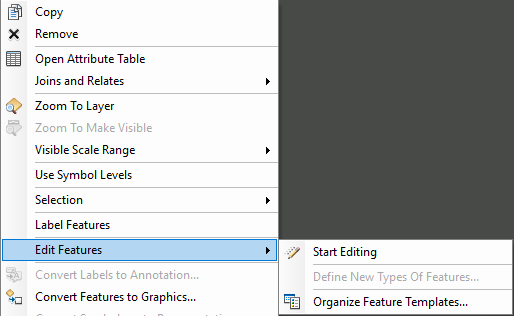 Copy
Remove
Open Attribute Table
Joins and Relates
Zoom To Layer
Zoom To Make Visible
Visible Scale Range
Use Symbol Levels
Selection
Label Features
Edit Features
Start Editing
Define New Types Of Features...
Organize Feature Templates...
Convert Labels to Annotation...
Convert Features to Graphics...